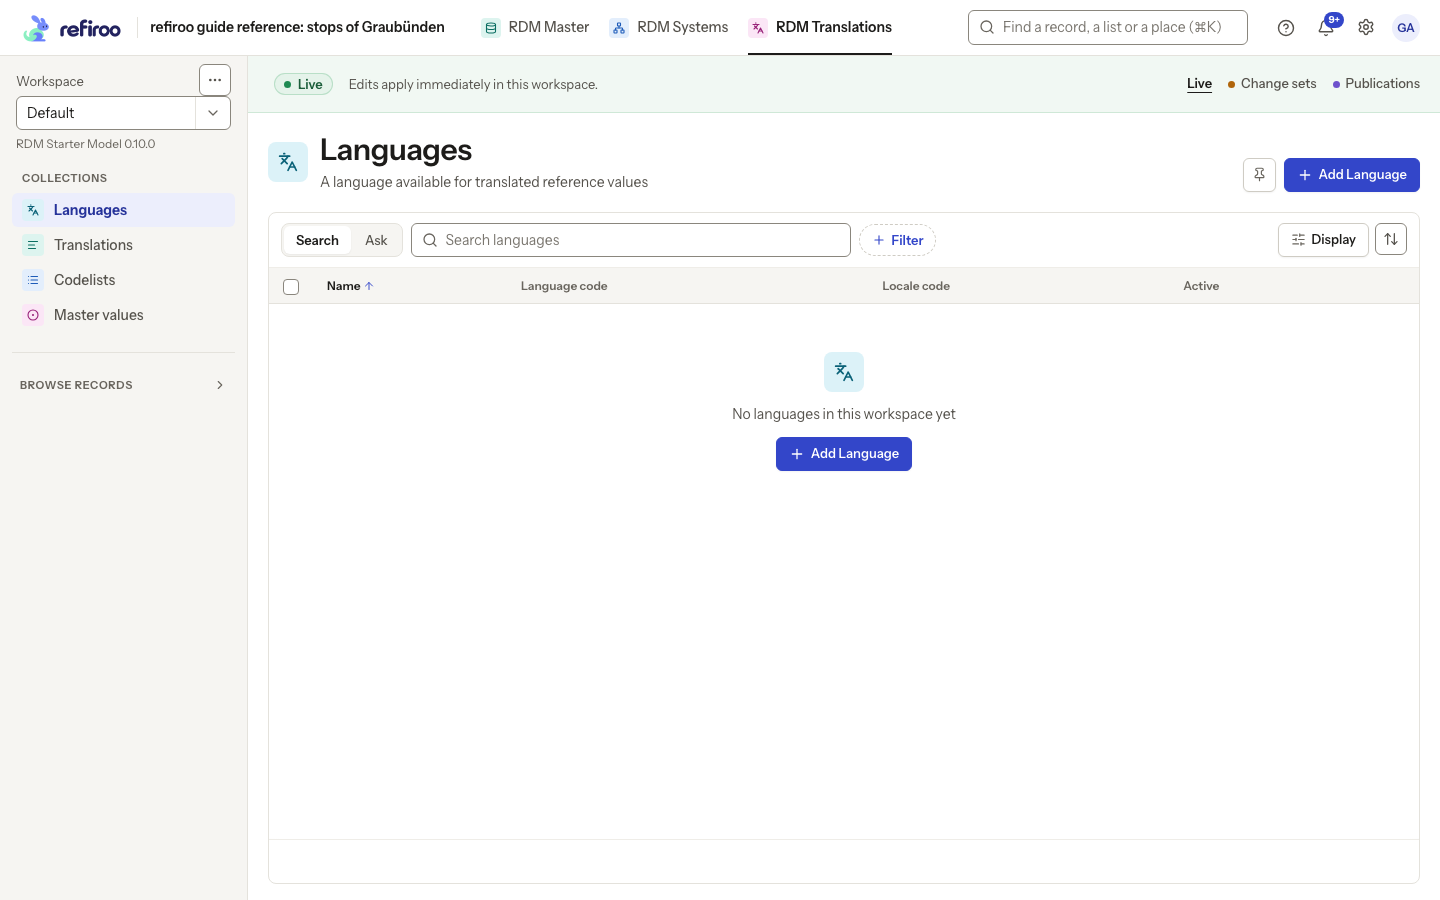 refiroo
refiroo guide reference: stops of Graubünden
RDM Master
RDM Systems
RDM Translations
Find a record, a list or a place (⌘K)
9+
GA
Workspace
Default
RDM Starter Model 0.10.0
COLLECTIONS
Languages
Translations
Codelists
Master values
BROWSE RECORDS
Live
Edits apply immediately in this workspace.
Live
Change sets
Publications
Languages
A language available for translated reference values
Add Language
Search
Ask
Search languages
Filter
Display
Name
Language code
Locale code
Active
No languages in this workspace yet
Add Language